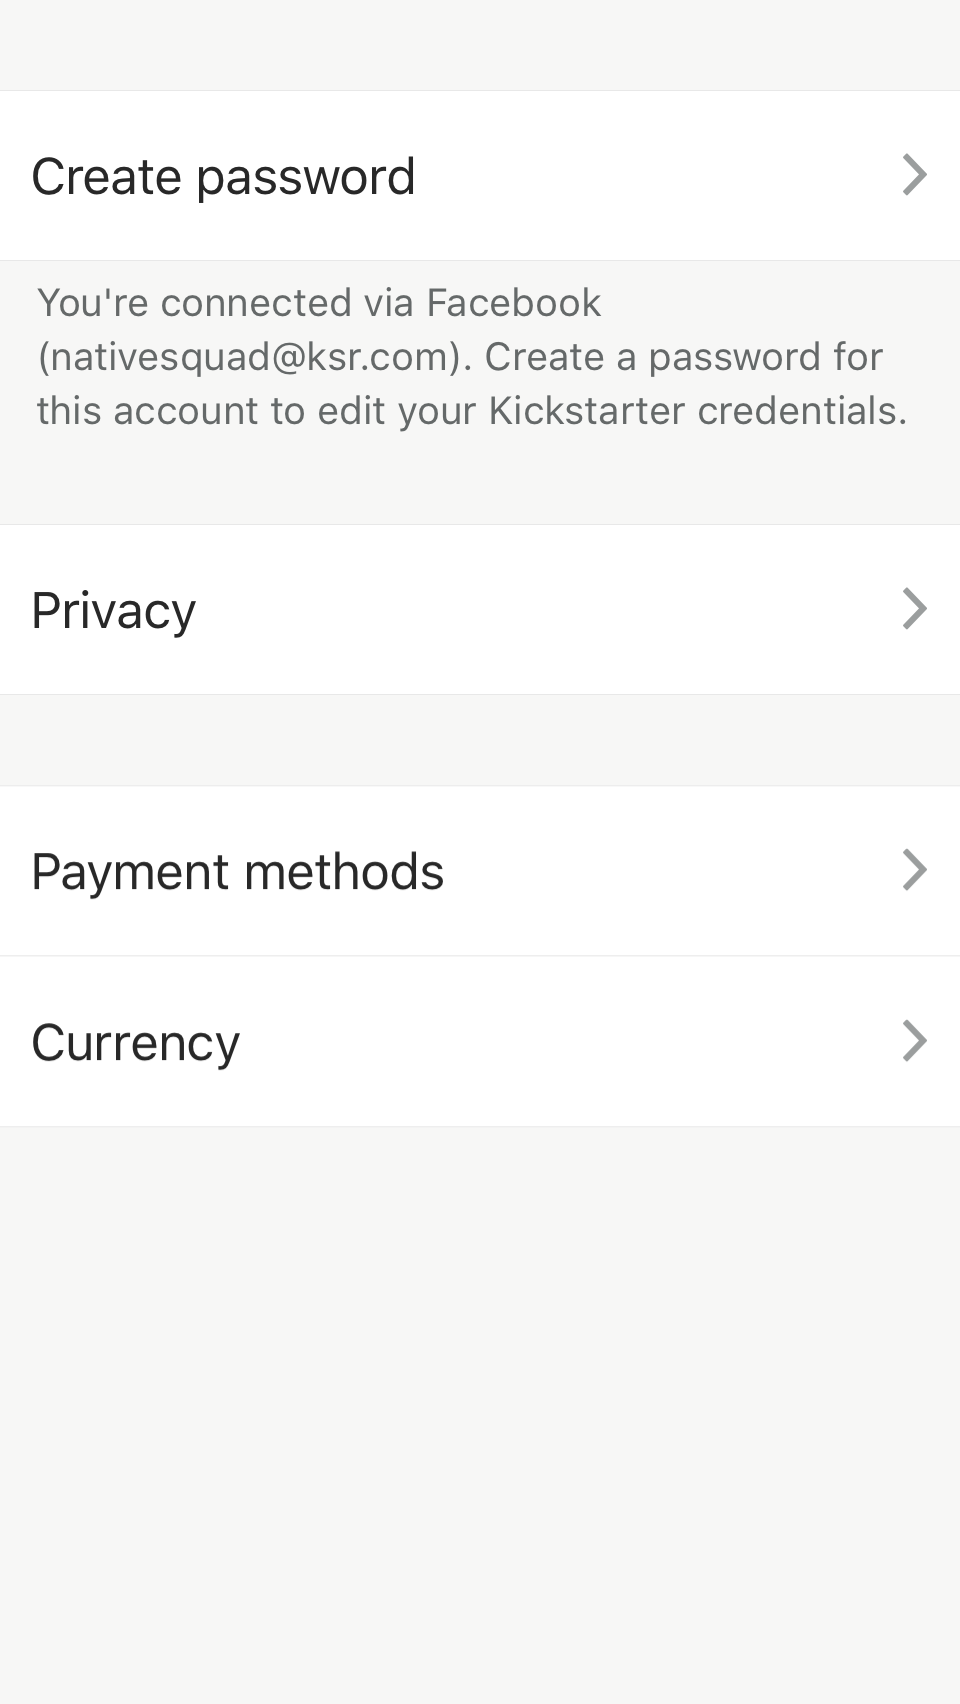 Create password
You're connected via Facebook
(nativesquad@ksr.com). Create a password for
this account to edit your Kickstarter credentials.
Privacy
Payment methods
Currency